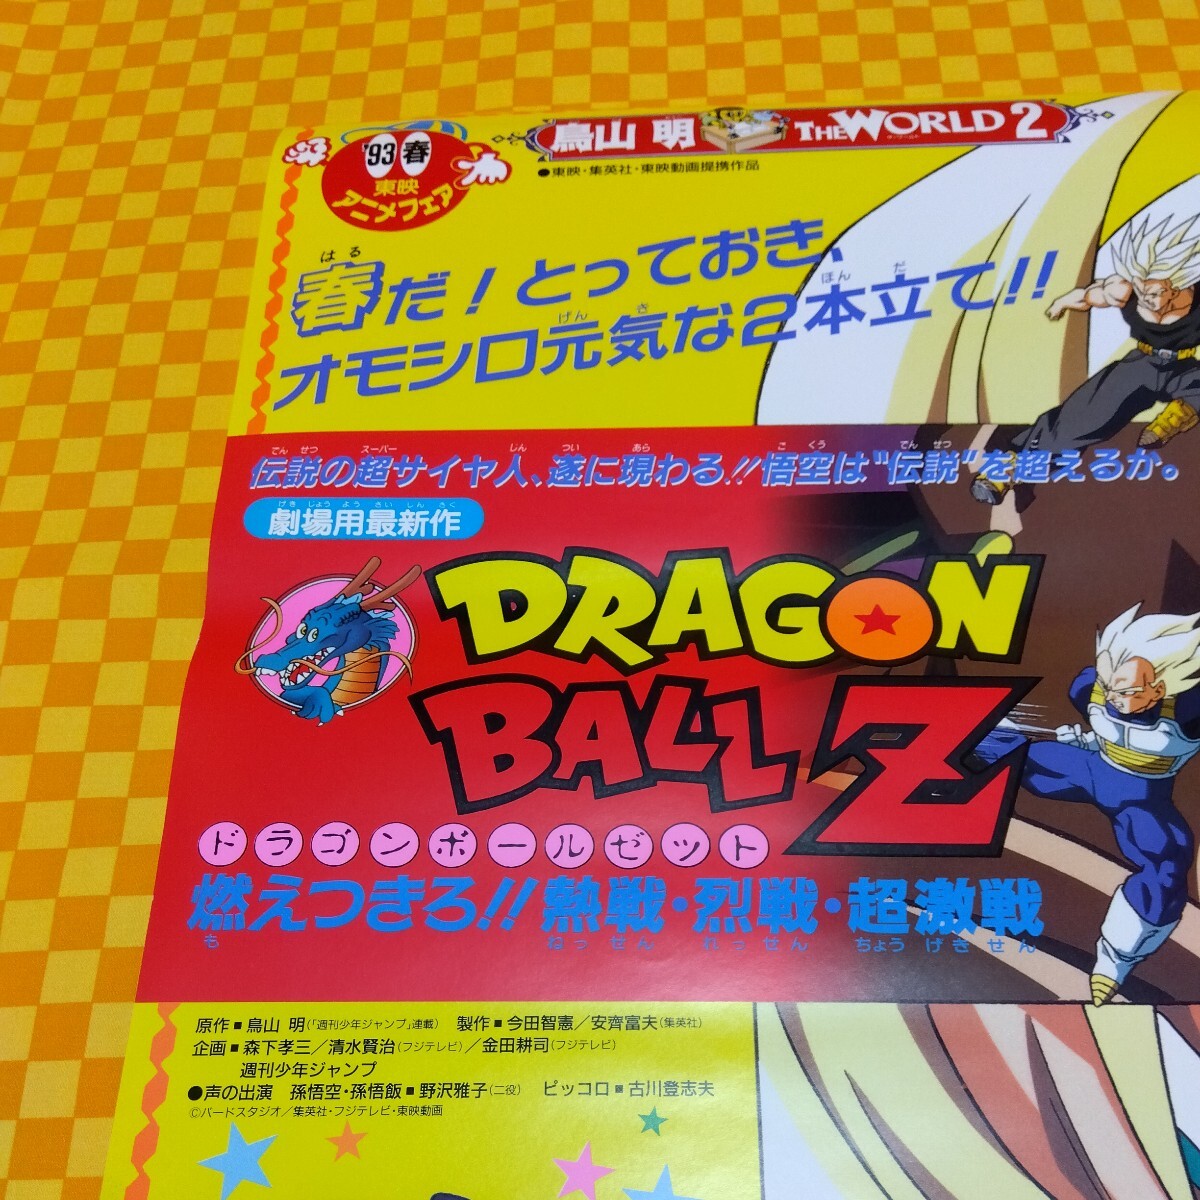 '93 春
東映
アニメフェア
鳥山 明 THE WORLD 2
●東映・集英社・東映動画提携作品
はる
春だ!とっておき、
げん き ほん だ
オモシロ元気な2本立て!!
でん せつ スーパー じん つい あら ご くう でん せつ こ
伝説の超サイヤ人、遂に現わる!!悟空は“伝説”を超えるか。
げき じょう よう さい しん さく
劇場用最新作
DRAGON
BALL Z
ドラゴンボールゼット
燃えつきろ!!熱戦・烈戦・超激戦
も ねっ せん れっ せん ちょう げき せん
原作■鳥山 明(「週刊少年ジャンプ」連載) 製作■今田智憲/安齊富夫(集英社)
企画■森下孝三/清水賢治(フジテレビ)/金田耕司(フジテレビ)
週刊少年ジャンプ
●声の出演 孫悟空・孫悟飯■野沢雅子(二役) ピッコロ■古川登志夫
©バードスタジオ/集英社・フジテレビ・東映動画